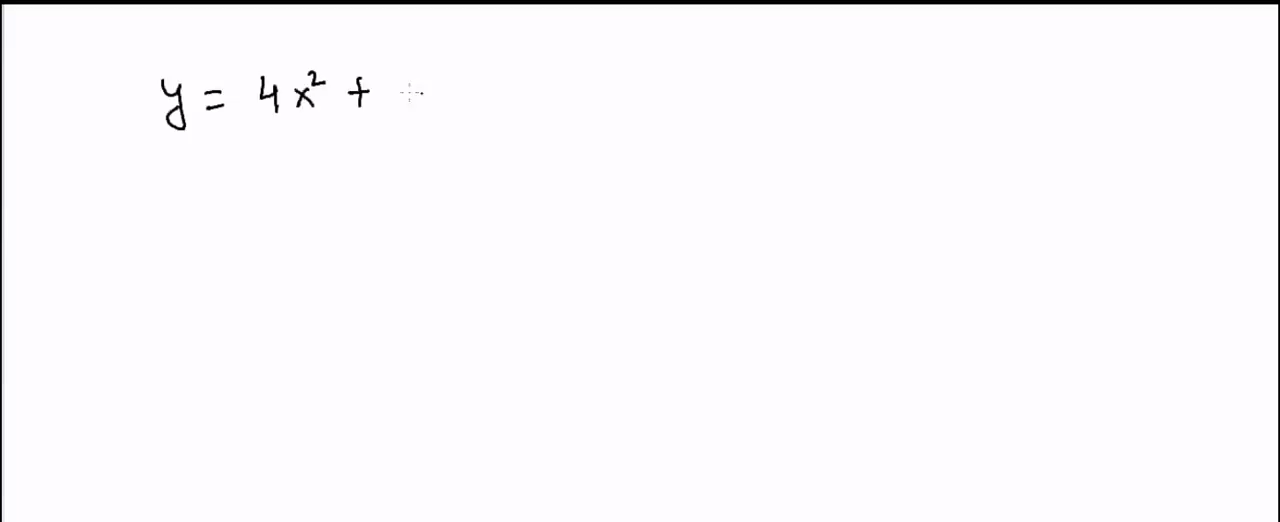 y = 4x² +